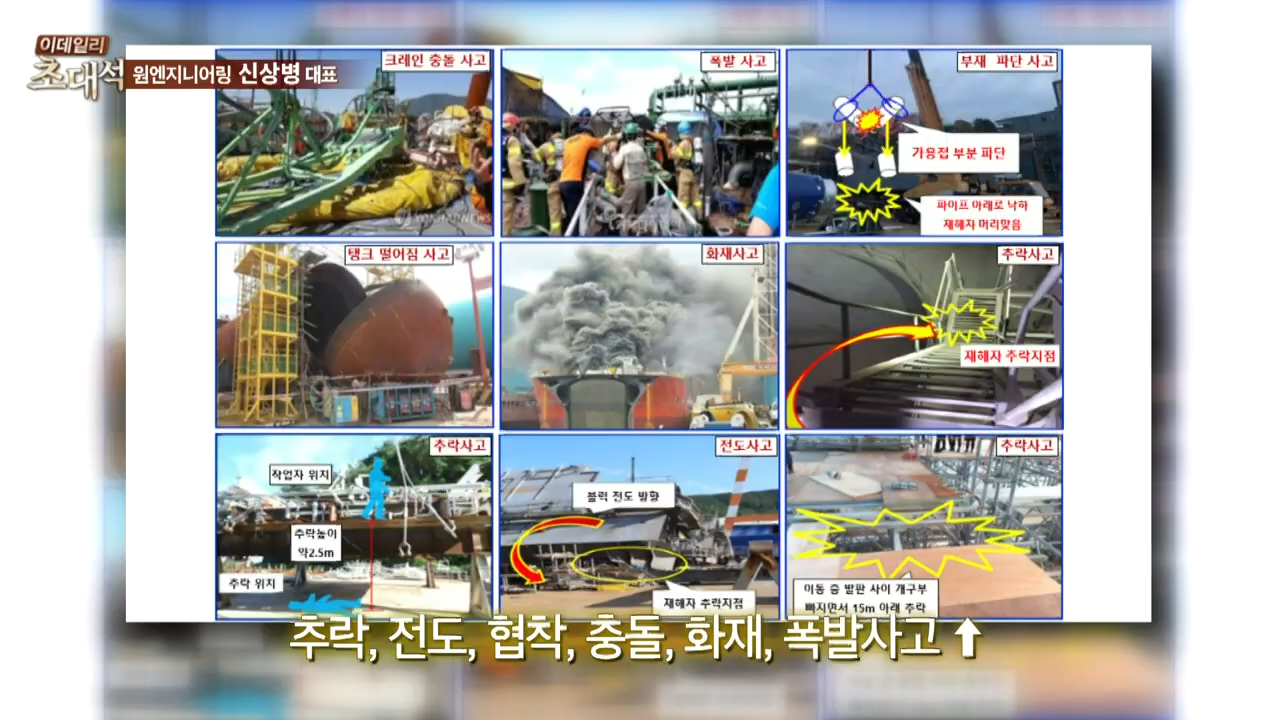 이데일리
초대석
원엔지니어링 신상병 대표
크레인 충돌 사고
폭발 사고
부재 파단 사고
가용접 부분 파단
파이프 아래로 낙하
재해자 머리맞음
YONHAPNEWS
탱크 떨어짐 사고
화재사고
추락사고
재해자 추락지점
추락사고
작업자 위치
추락높이
약2.5m
추락 위치
전도사고
블럭 전도 방향
재해자 추락지점
추락사고
이동 중 발판 사이 개구부
빠지면서 15m 아래 추락
추락, 전도, 협착, 충돌, 화재, 폭발사고 ↑